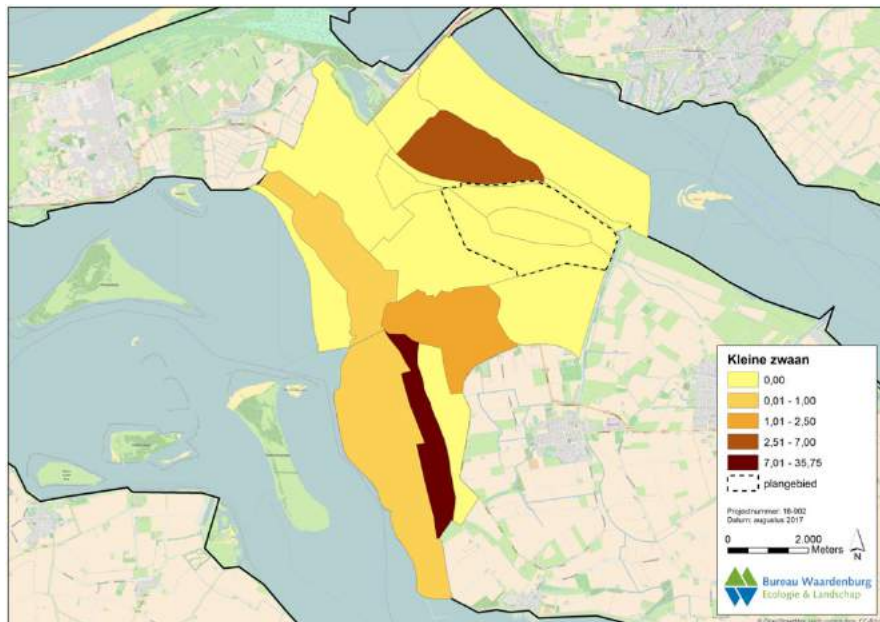 Kleine zwaan
0,00
0,01 - 1,00
1,01 - 2,50
2,51 - 7,00
7,01 - 35,75
plangebied
Projectnummer: 16-902
Datum: augustus 2017
0 2.000
Meters
N
Bureau Waardenburg
Ecologie & Landschap